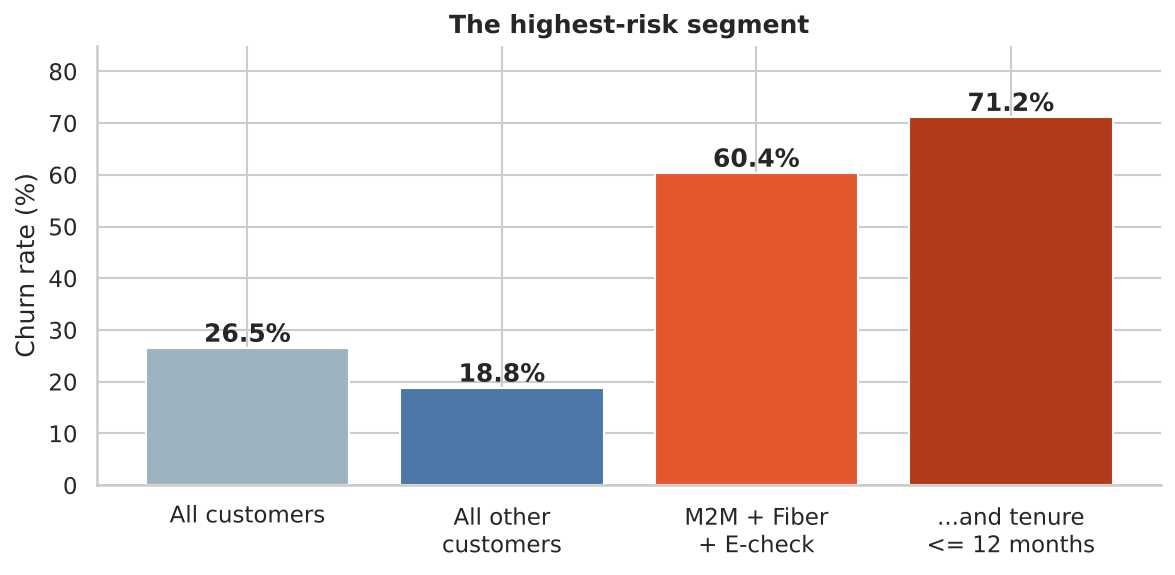 The highest-risk segment
Churn rate (%)
80
70
60
50
40
30
20
10
0
26.5%
18.8%
60.4%
71.2%
All customers
All other
customers
M2M + Fiber
+ E-check
...and tenure
<= 12 months